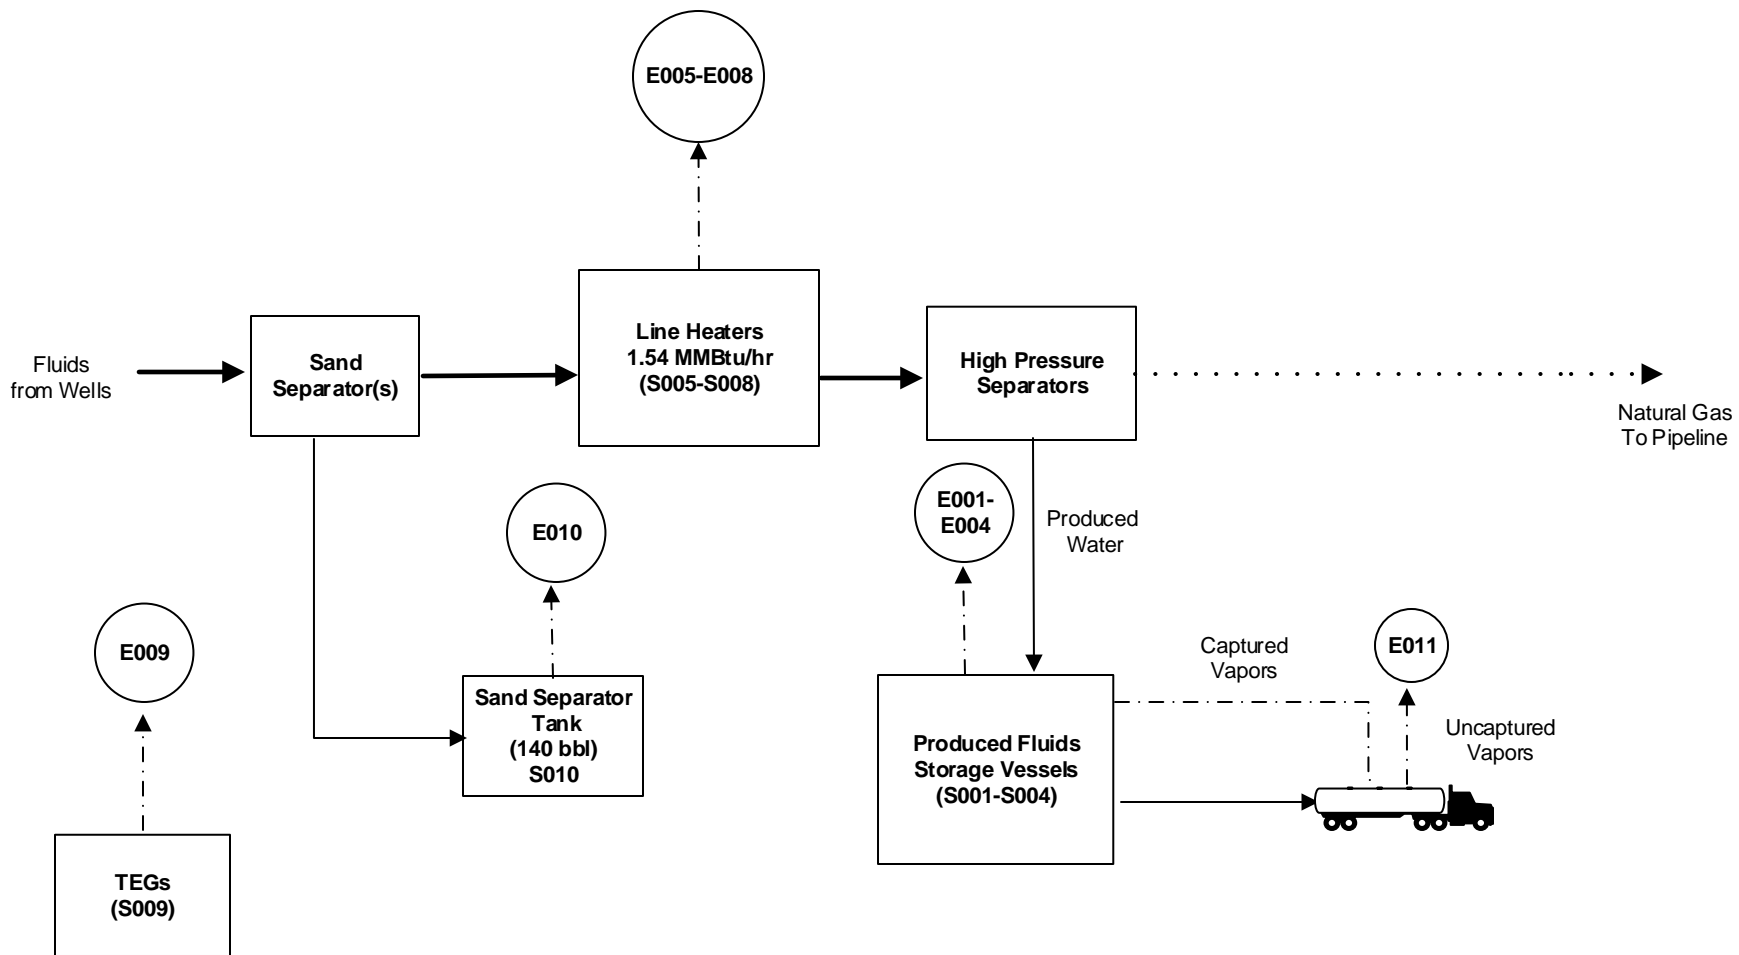 E005-E008
Fluids
from Wells
Sand
Separator(s)
Line Heaters
1.54 MMBtu/hr
(S005-S008)
High Pressure
Separators
Natural Gas
To Pipeline
E001-
E004
Produced
Water
E010
E009
Sand Separator
Tank
(140 bbl)
S010
Captured
Vapors
E011
Uncaptured
Vapors
Produced Fluids
Storage Vessels
(S001-S004)
TEGs
(S009)